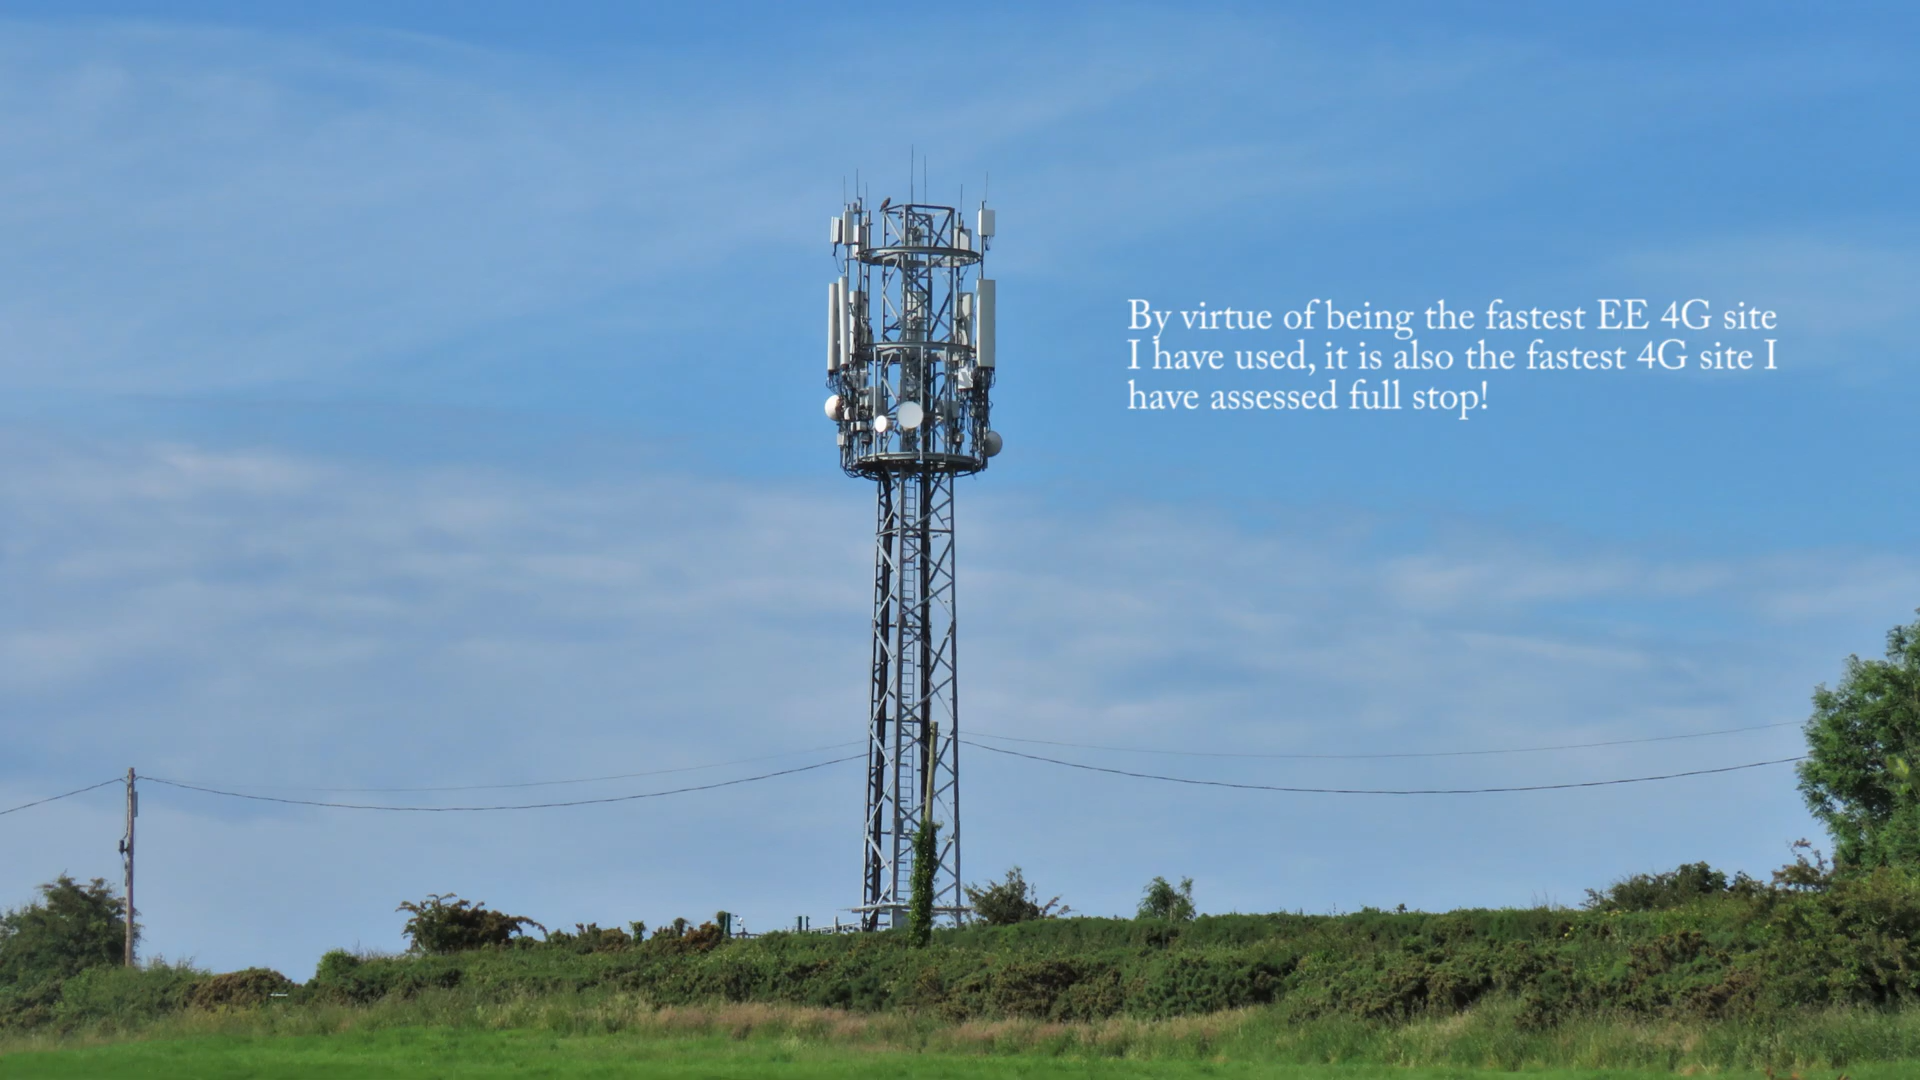 By virtue of being the fastest EE 4G site
I have used, it is also the fastest 4G site I
have assessed full stop!